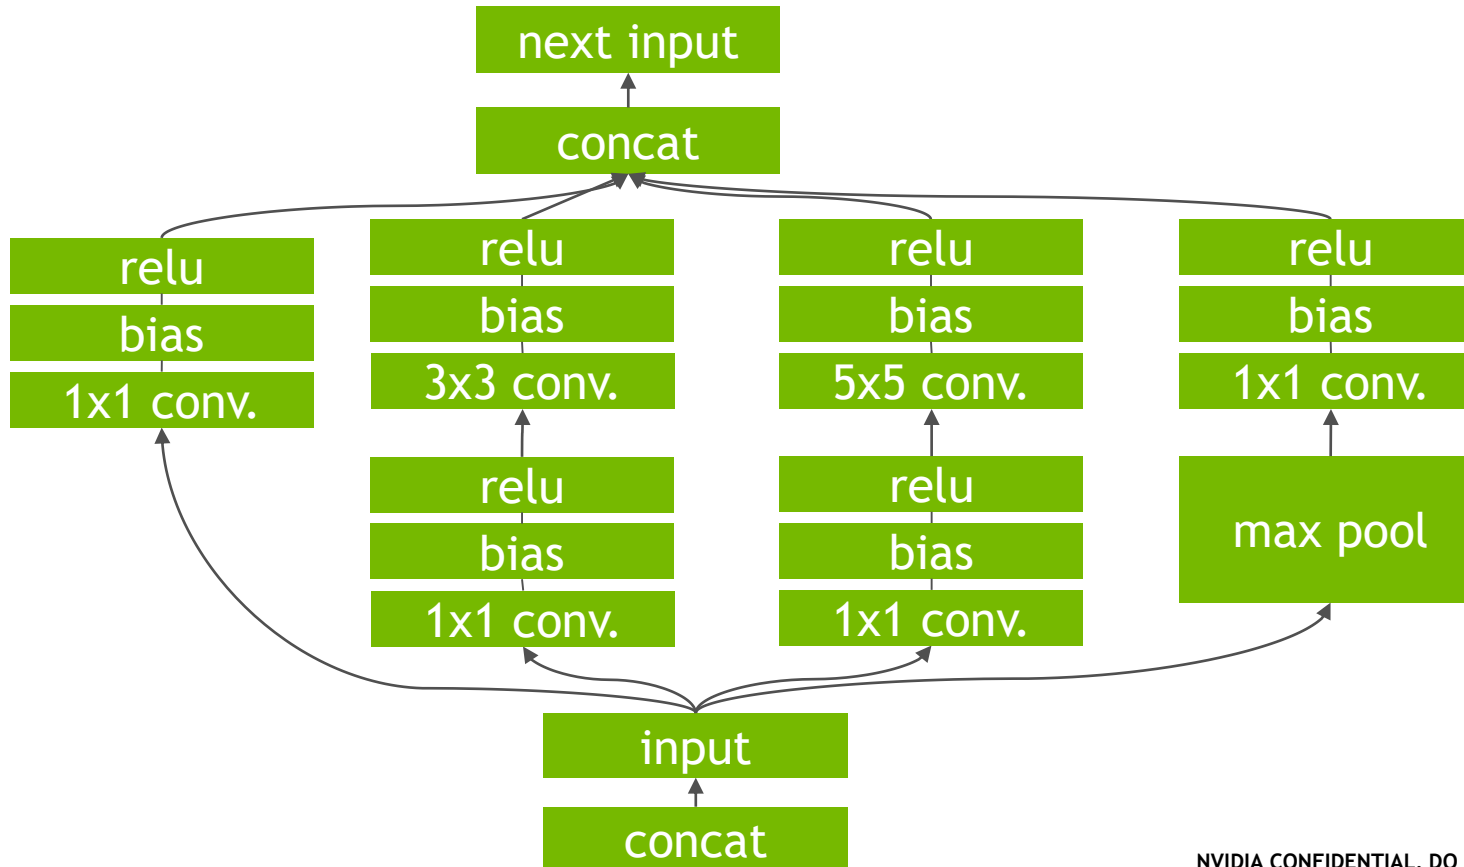 next input
concat
relu
bias
1x1 conv.
relu
bias
3x3 conv.
relu
bias
1x1 conv.
relu
bias
5x5 conv.
relu
bias
1x1 conv.
relu
bias
1x1 conv.
max pool
input
concat
NVIDIA CONFIDENTIAL. DO